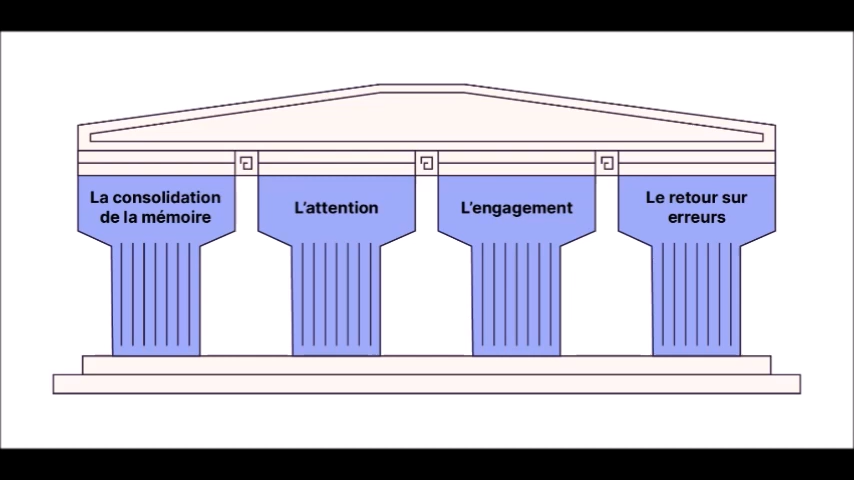 La consolidation
de la mémoire
L'attention
L'engagement
Le retour sur
erreurs